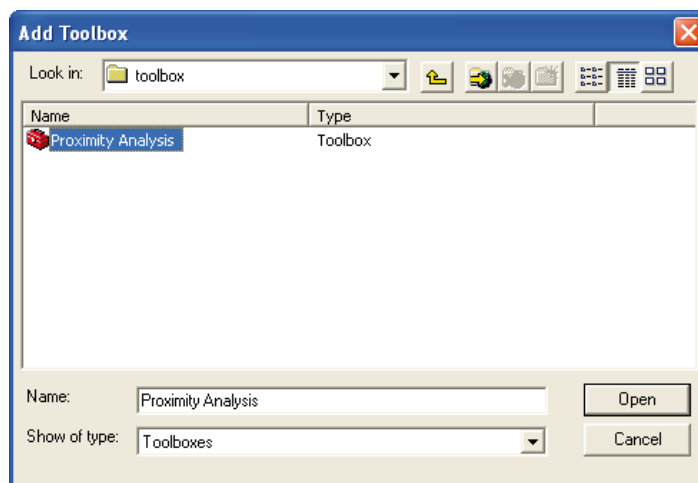 Add Toolbox
Look in: toolbox
Name Type
Proximity Analysis Toolbox
Name: Proximity Analysis Open
Show of type: Toolboxes Cancel